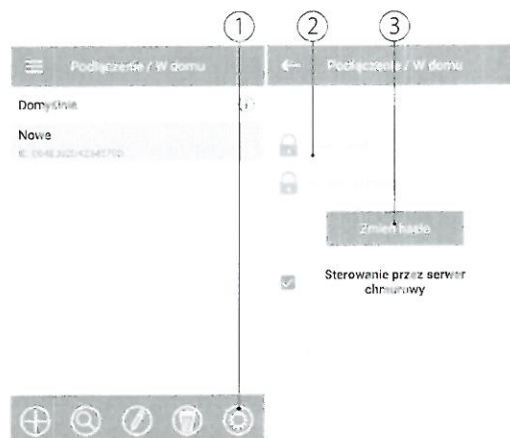 1
2
3
Podłączenie / W domu
Domyślnie
Nowe
Podłączenie / W domu
Zmień hasło
Sterowanie przez serwer
chmurowy